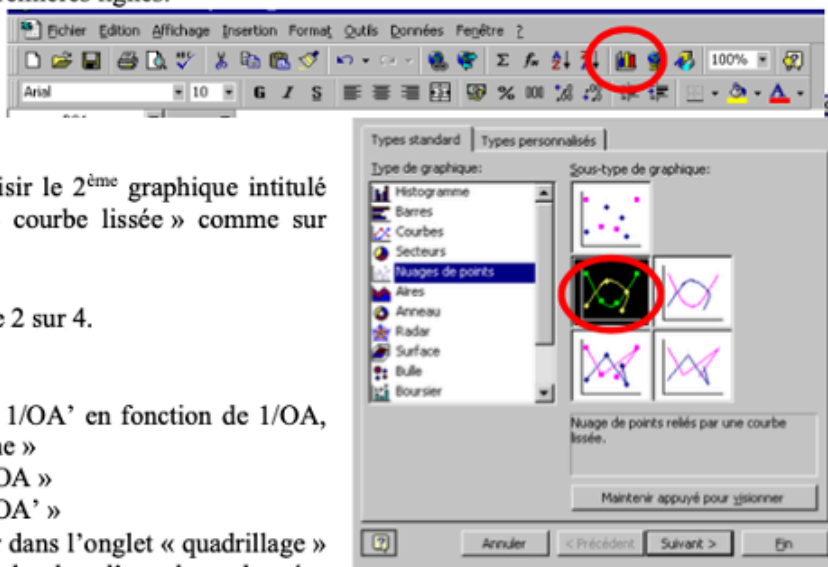 dernières lignes.
Fichier Edition Affichage Insertion Format Outils Données Fenêtre ?
100%
Arial 10 G I S % 000
isir le 2ème graphique intitulé
courbe lissée » comme sur
e 2 sur 4.
1/OA’ en fonction de 1/OA,
ne »
OA »
OA’ »
r dans l’onglet « quadrillage »
Types standard Types personnalisés
Type de graphique:
Histogramme
Barres
Courbes
Secteurs
Nuages de points
Aires
Anneau
Radar
Surface
Bulle
Boursier
Sous-type de graphique:
Nuage de points reliés par une courbe
lissée.
Maintenir appuyé pour visionner
Annuler < Précédent Suivant > Fin